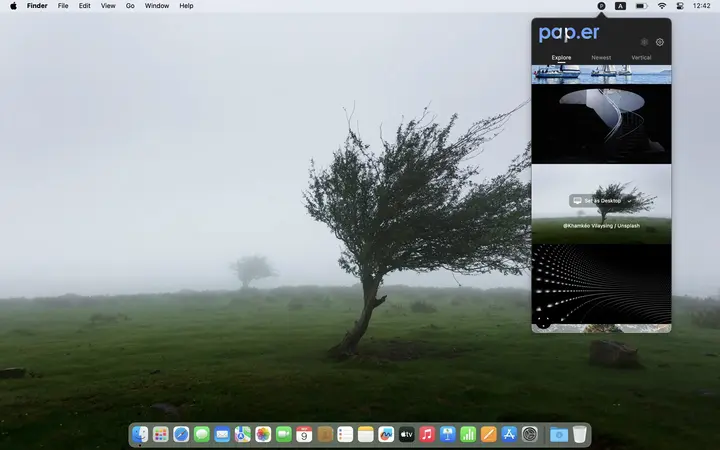 Finder File Edit View Go Window Help P A 12:42
pap.er
Explore Newest Vertical
Set as Desktop
@Khamkéo Vilaysing / Unsplash
9
tv